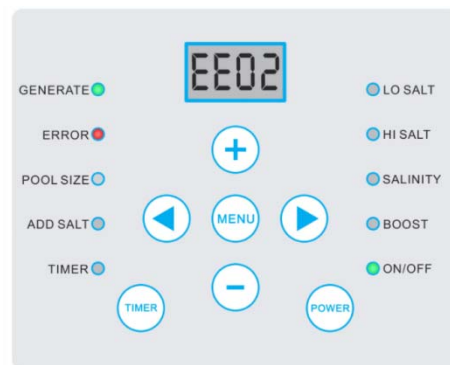 EE02
GENERATE
ERROR
POOL SIZE
ADD SALT
TIMER
LO SALT
HI SALT
SALINITY
BOOST
ON/OFF
+
MENU
−
TIMER
POWER